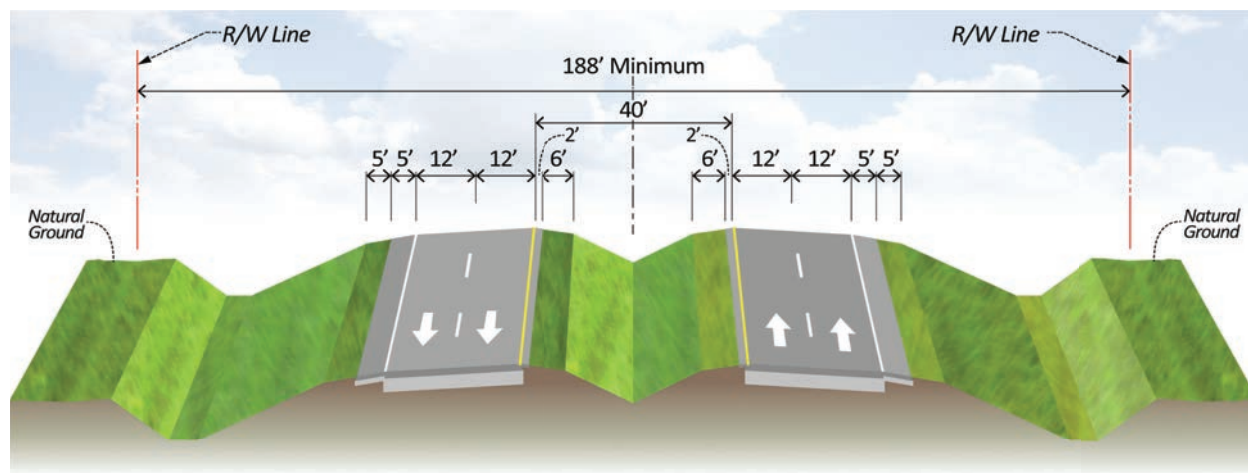 R/W Line
R/W Line
188' Minimum
40'
2'
2'
5' 5' 12' 12' 6'
6' 12' 12' 5' 5'
Natural
Ground
Natural
Ground